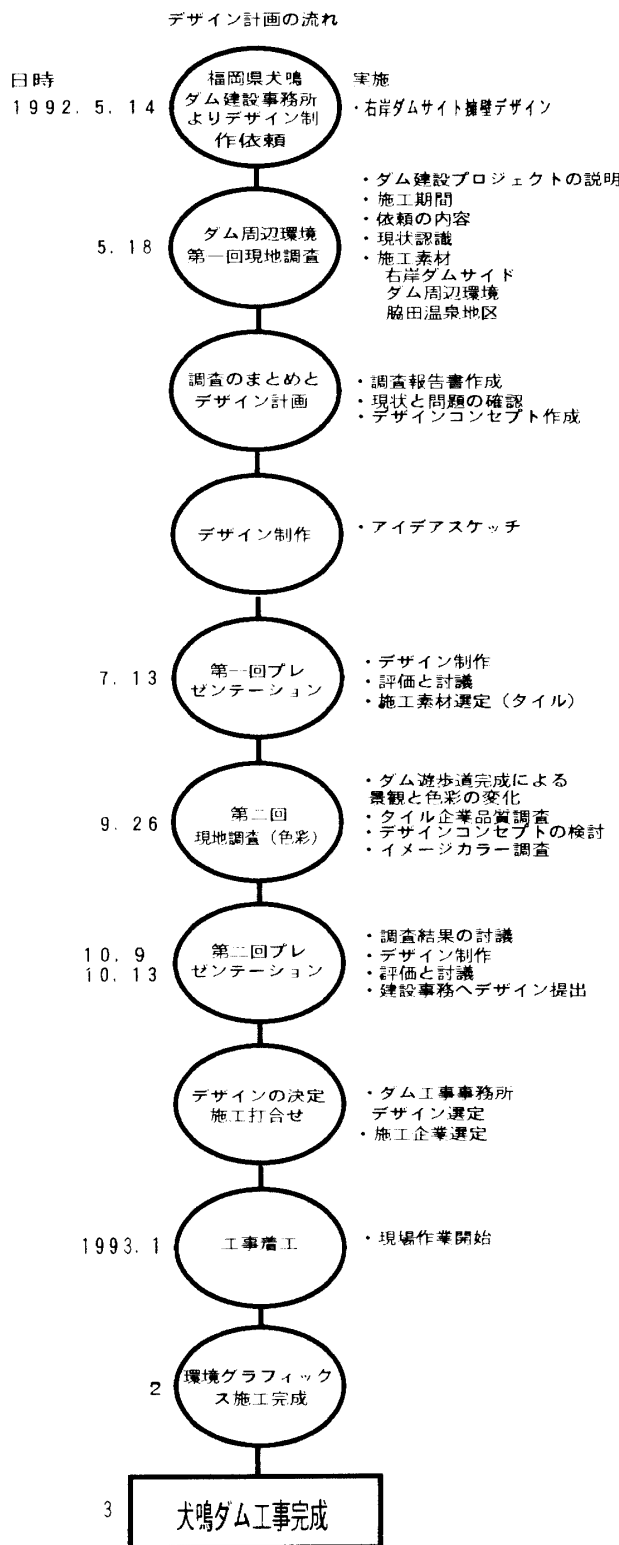 デザイン計画の流れ
日時
実施
福岡県犬鳴
ダム建設事務所
よりデザイン制
作依頼
1992. 5. 14
・右岸ダムサイト擁壁デザイン
5. 18
ダム周辺環境
第一回現地調査
・ダム建設プロジェクトの説明
・施工期間
・依頼の内容
・現状認識
・施工素材
右岸ダムサイド
ダム周辺環境
脇田温泉地区
調査のまとめと
デザイン計画
・調査報告書作成
・現状と問題の確認
・デザインコンセプト作成
デザイン制作
・アイデアスケッチ
7. 13
第一回プレ
ゼンテーション
・デザイン制作
・評価と討議
・施工素材選定（タイル）
9. 26
第二回
現地調査（色彩）
・ダム遊歩道完成による
景観と色彩の変化
・タイル企業品質調査
・デザインコンセプトの検討
・イメージカラー調査
10. 9
10. 13
第二回プレ
ゼンテーション
・調査結果の討議
・デザイン制作
・評価と討議
・建設事務へデザイン提出
デザインの決定
施工打合せ
・ダム工事事務所
デザイン選定
・施工企業選定
1993. 1
工事着工
・現場作業開始
2
環境グラフィック
ス施工完成
3
犬鳴ダム工事完成